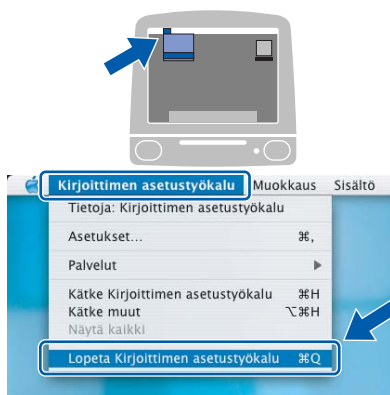 Kirjoittimen asetustyökalu Muokkaus Sisältö
Tietoja: Kirjoittimen asetustyökalu
Asetukset... ⌘,
Palvelut ▶
Kätke Kirjoittimen asetustyökalu ⌘H
Kätke muut ⌥⌘H
Näytä kaikki
Lopeta Kirjoittimen asetustyökalu ⌘Q